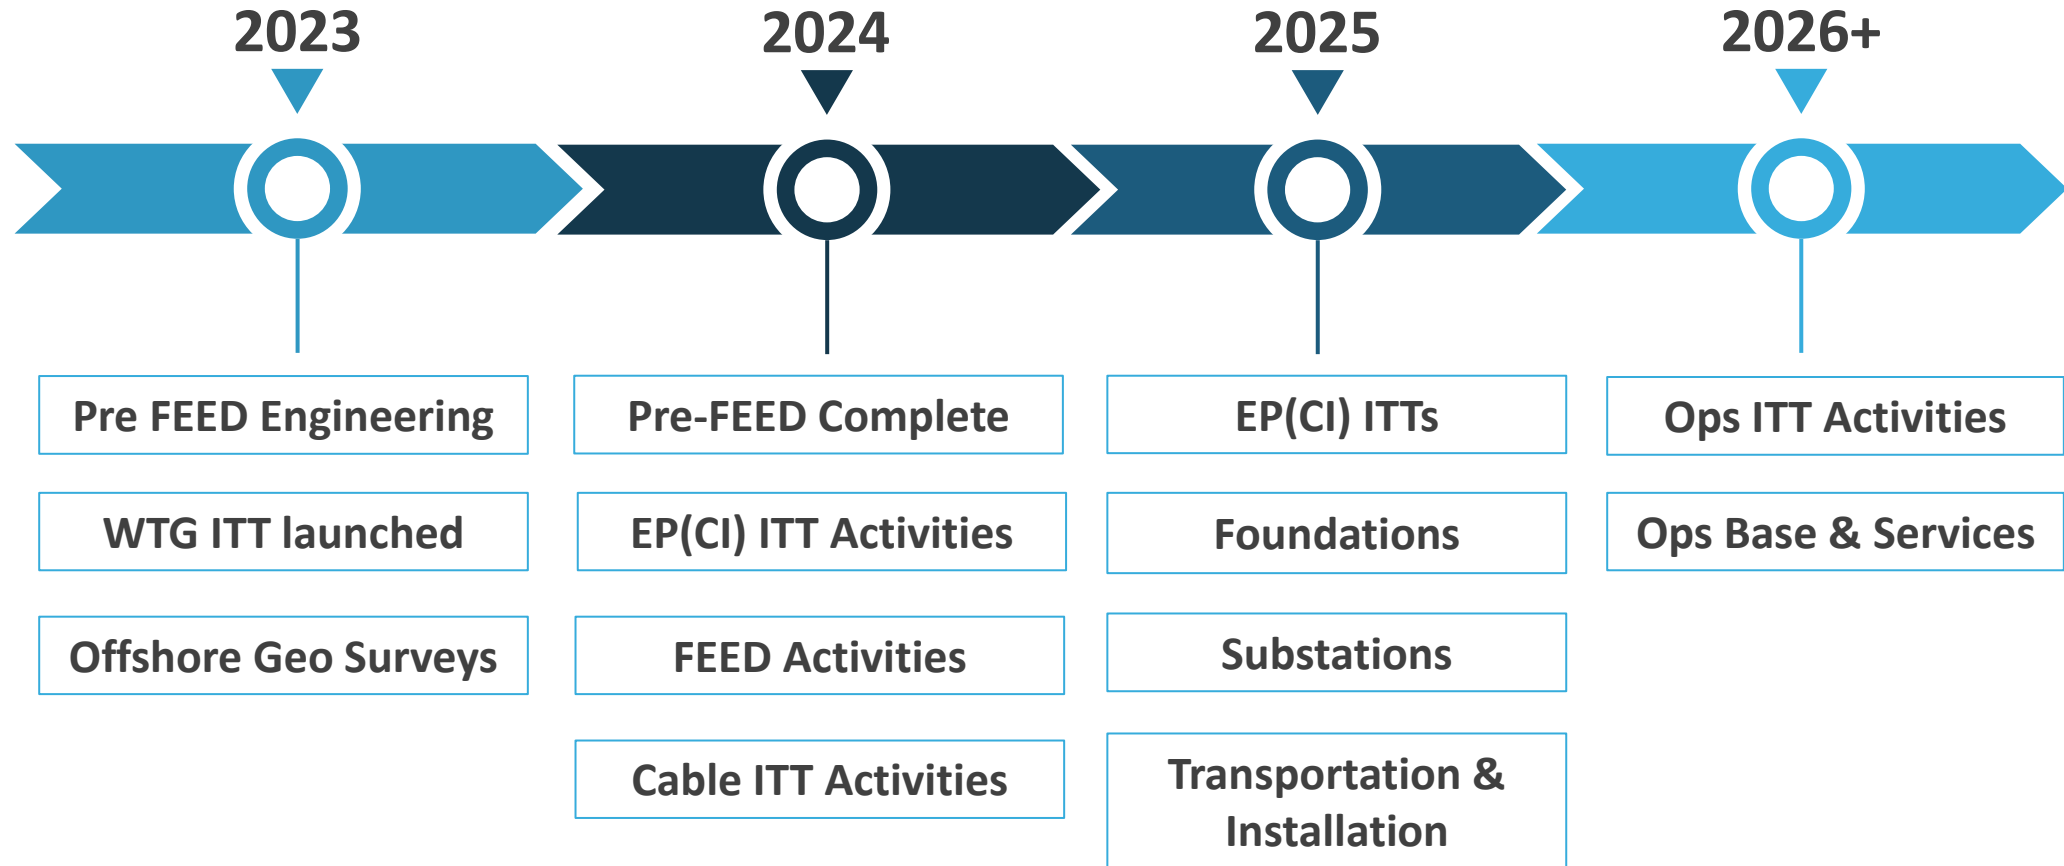 2023
2024
2025
2026+
Pre FEED Engineering
WTG ITT launched
Offshore Geo Surveys
Pre-FEED Complete
EP(CI) ITT Activities
FEED Activities
Cable ITT Activities
EP(CI) ITTs
Foundations
Substations
Transportation &
Installation
Ops ITT Activities
Ops Base & Services